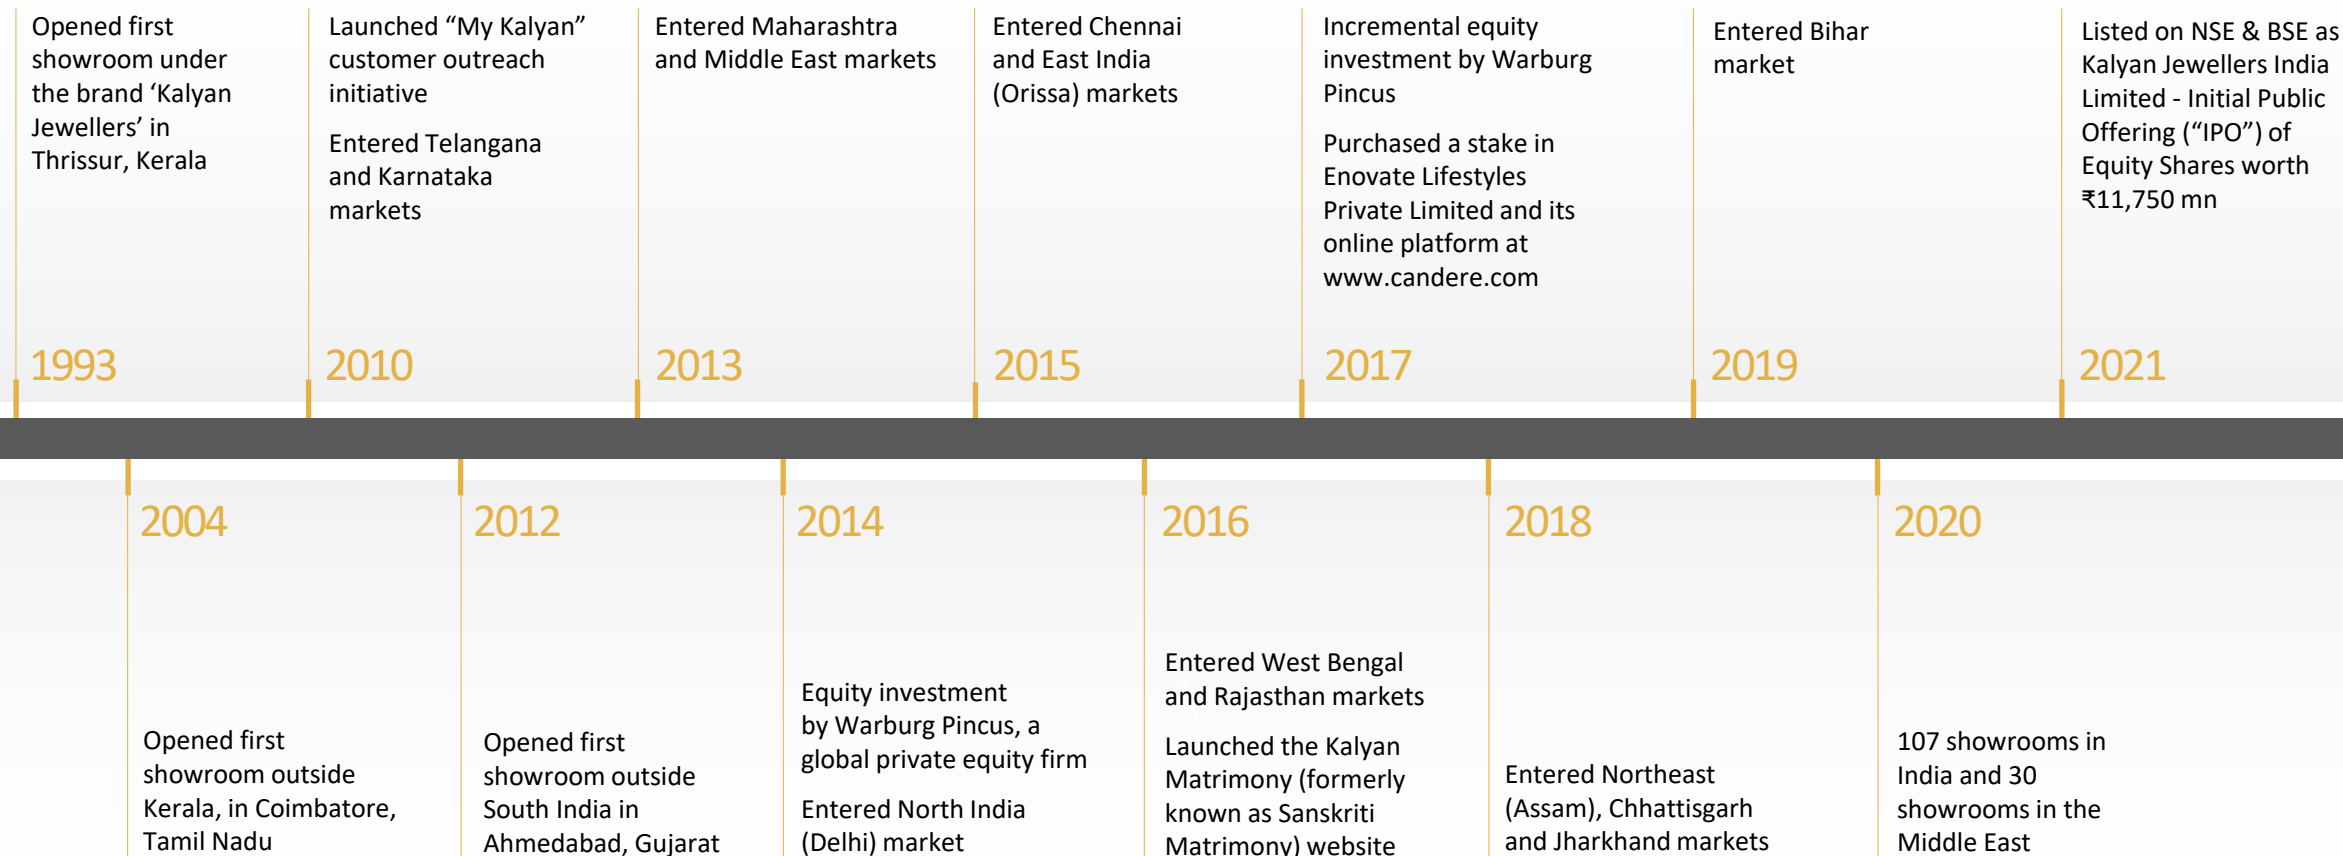 Opened first
showroom under
the brand ‘Kalyan
Jewellers’ in
Thrissur, Kerala
1993
Launched “My Kalyan”
customer outreach
initiative
Entered Telangana
and Karnataka
markets
2010
Entered Maharashtra
and Middle East markets
2013
Entered Chennai
and East India
(Orissa) markets
2015
Incremental equity
investment by Warburg
Pincus
Purchased a stake in
Enovate Lifestyles
Private Limited and its
online platform at
www.candere.com
2017
Entered Bihar
market
2019
Listed on NSE & BSE as
Kalyan Jewellers India
Limited - Initial Public
Offering (“IPO”) of
Equity Shares worth
₹11,750 mn
2021
2004
Opened first
showroom outside
Kerala, in Coimbatore,
Tamil Nadu
2012
Opened first
showroom outside
South India in
Ahmedabad, Gujarat
2014
Equity investment
by Warburg Pincus, a
global private equity firm
Entered North India
(Delhi) market
2016
Entered West Bengal
and Rajasthan markets
Launched the Kalyan
Matrimony (formerly
known as Sanskriti
Matrimony) website
2018
Entered Northeast
(Assam), Chhattisgarh
and Jharkhand markets
2020
107 showrooms in
India and 30
showrooms in the
Middle East